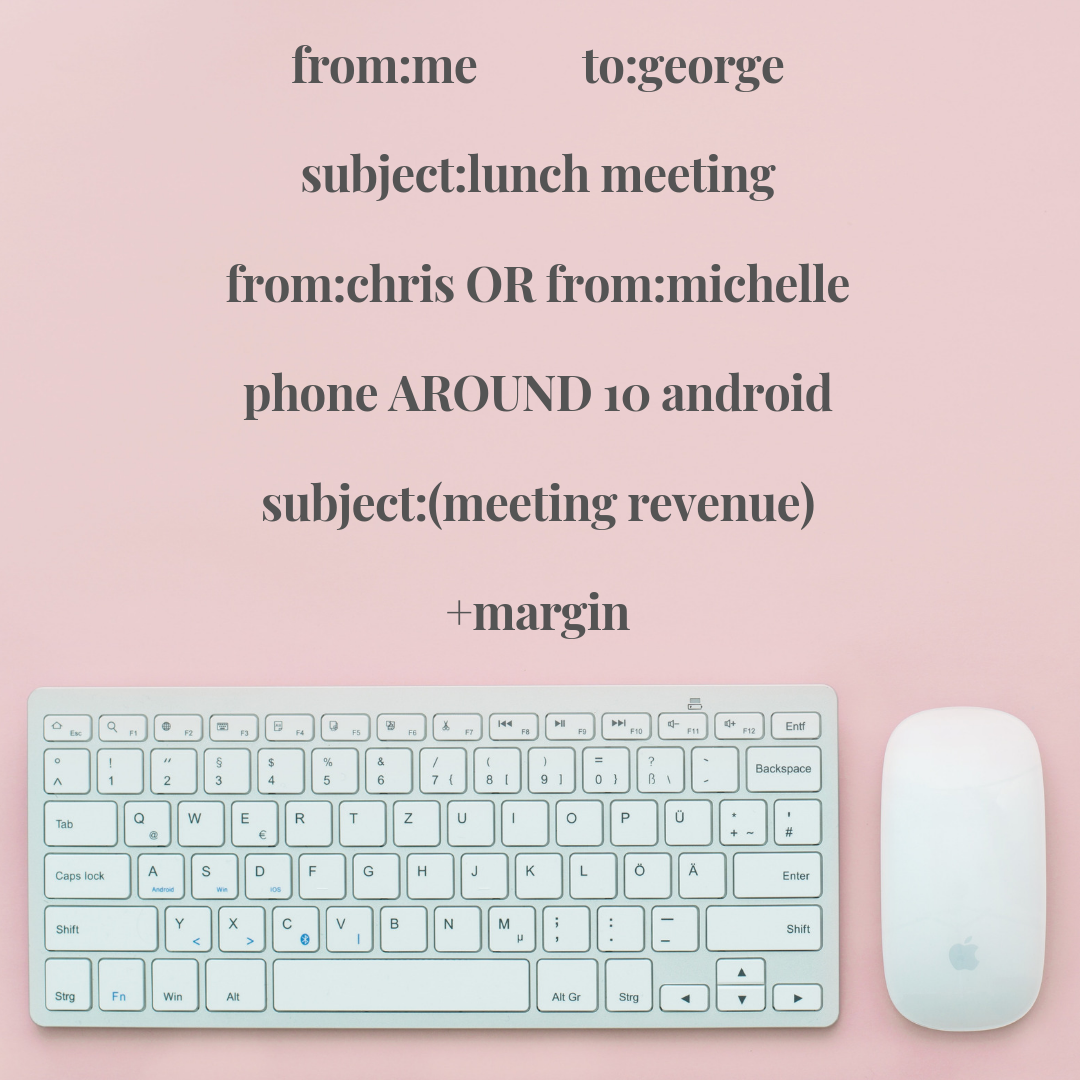 from:me to:george
subject:lunch meeting
from:chris OR from:michelle
phone AROUND 10 android
subject:(meeting revenue)
+margin
Esc F1 F2 F3 F4 F5 F6 F7 F8 F9 F10 F11 F12 Entf
° ! " § $ % & / ( ) = ? ~
^ 1 2 3 4 5 6 7 { 8 [ 9 ] 0 } ß \ - Backspace
Tab Q @ W E € R T Z U I O P Ü * + ~ ' #
Caps lock A Android S Win D IOS F G H J K L Ö Ä Enter
Shift Y < X > C V | B N M µ ; , : . — – Shift
Strg Fn Win Alt Alt Gr Strg ◄ ▲ ▼ ►